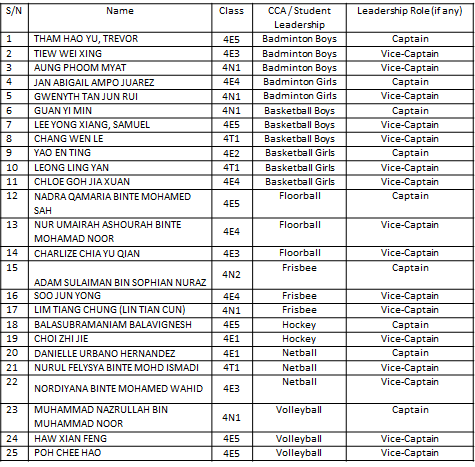 S/N Name Class CCA / Student Leadership Leadership Role (if any)
1 THAM HAO YU, TREVOR 4E5 Badminton Boys Captain
2 TIEW WEI XING 4E3 Badminton Boys Vice-Captain
3 AUNG PHOOM MYAT 4N1 Badminton Boys Vice-Captain
4 JAN ABIGAIL AMPO JUAREZ 4E4 Badminton Girls Captain
5 GWENYTH TAN JUN RUI 4N1 Badminton Girls Vice-Captain
6 GUAN YI MIN 4N1 Basketball Boys Captain
7 LEE YONG XIANG, SAMUEL 4E5 Basketball Boys Vice-Captain
8 CHANG WEN LE 4T1 Basketball Boys Vice-Captain
9 YAO EN TING 4E2 Basketball Girls Captain
10 LEONG LING YAN 4T1 Basketball Girls Vice-Captain
11 CHLOE GOH JIA XUAN 4E4 Basketball Girls Vice-Captain
12 NADRA QAMARIA BINTE MOHAMED SAH 4E5 Floorball Captain
13 NUR UMAIRAH ASHOURAH BINTE MOHAMAD NOOR 4E4 Floorball Vice-Captain
14 CHARLIZE CHIA YU QIAN 4E3 Floorball Vice-Captain
15 ADAM SULAIMAN BIN SOPHIAN NURAZ 4N2 Frisbee Captain
16 SOO JUN YONG 4E4 Frisbee Vice-Captain
17 LIM TIANG CHUNG (LIN TIAN CUN) 4N1 Frisbee Vice-Captain
18 BALASUBRAMANIAM BALAVIGNESH 4E5 Hockey Captain
19 CHOI ZHI JIE 4E1 Hockey Vice-Captain
20 DANIELLE URBANO HERNANDEZ 4E1 Netball Captain
21 NURUL FELYSYA BINTE MOHD ISMADI 4T1 Netball Vice-Captain
22 NORDIYANA BINTE MOHAMED WAHID 4E3 Netball Vice-Captain
23 MUHAMMAD NAZRULLAH BIN MUHAMMAD NOOR 4N1 Volleyball Captain
24 HAW XIAN FENG 4E5 Volleyball Vice-Captain
25 POH CHEE HAO 4E5 Volleyball Vice-Captain